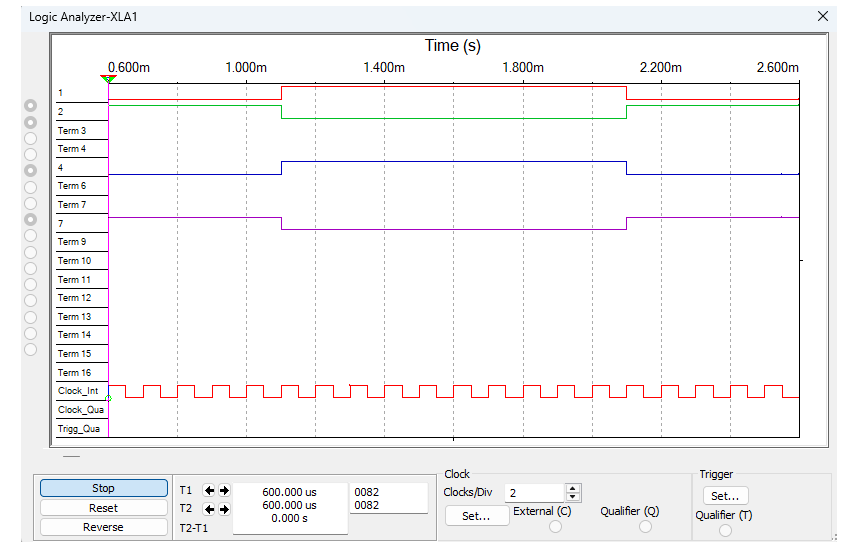 Logic Analyzer-XLA1
Time (s)
0.600m 1.000m 1.400m 1.800m 2.200m 2.600m
1
2
Term 3
Term 4
4
Term 6
Term 7
7
Term 9
Term 10
Term 11
Term 12
Term 13
Term 14
Term 15
Term 16
Clock_Int
Clock_Qua
Trigg_Qua
Stop
Reset
Reverse
T1 600.000 us 0082
T2 600.000 us 0082
T2-T1 0.000 s
Clock
Clocks/Div 2
Set... External (C) Qualifier (Q)
Trigger
Set...
Qualifier (T)